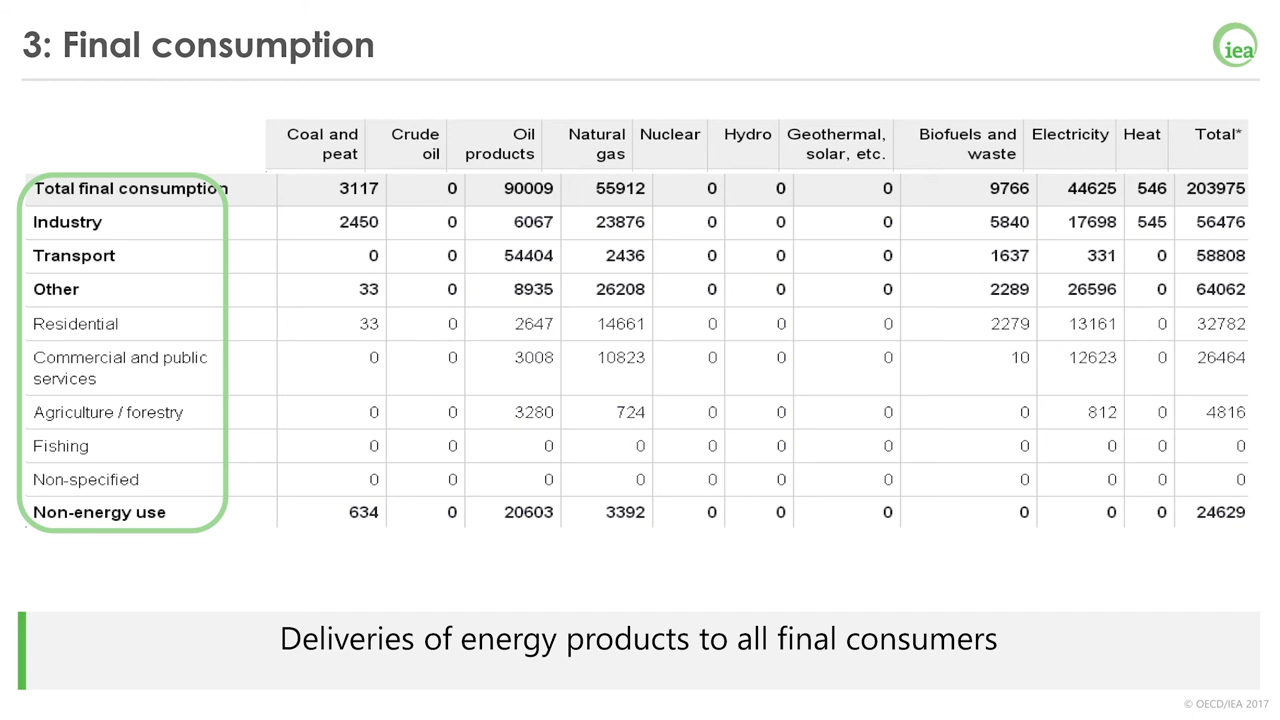 3: Final consumption
iea
Coal and peat Crude oil Oil products Natural gas Nuclear Hydro Geothermal, solar, etc. Biofuels and waste Electricity Heat Total*
Total final consumption 3117 0 90009 55912 0 0 0 9766 44625 546 203975
Industry 2450 0 6067 23876 0 0 0 5840 17698 545 56476
Transport 0 0 54404 2436 0 0 0 1637 331 0 58808
Other 33 0 8935 26208 0 0 0 2289 26596 0 64062
Residential 33 0 2647 14661 0 0 0 2279 13161 0 32782
Commercial and public services 0 0 3008 10823 0 0 0 10 12623 0 26464
Agriculture / forestry 0 0 3280 724 0 0 0 0 812 0 4816
Fishing 0 0 0 0 0 0 0 0 0 0 0
Non-specified 0 0 0 0 0 0 0 0 0 0 0
Non-energy use 634 0 20603 3392 0 0 0 0 0 0 24629
Deliveries of energy products to all final consumers
© OECD/IEA 2017